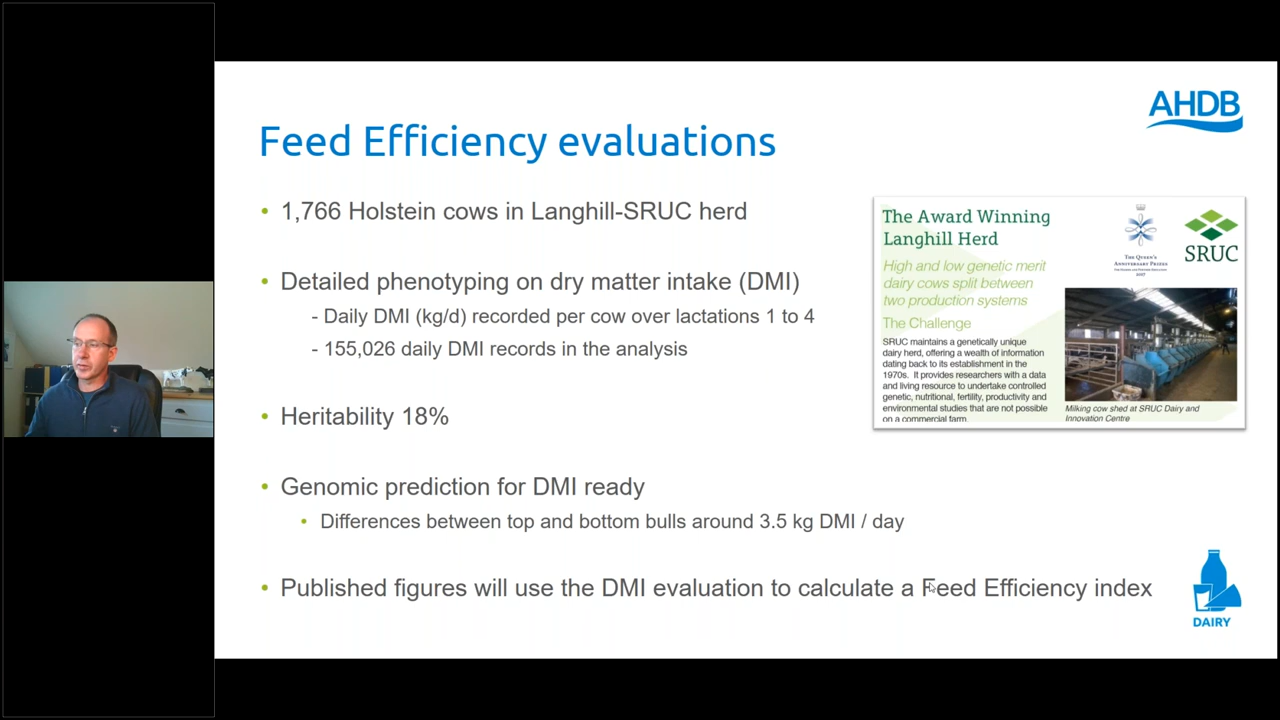 AHDB
Feed Efficiency evaluations
• 1,766 Holstein cows in Langhill-SRUC herd
• Detailed phenotyping on dry matter intake (DMI)
- Daily DMI (kg/d) recorded per cow over lactations 1 to 4
- 155,026 daily DMI records in the analysis
• Heritability 18%
• Genomic prediction for DMI ready
• Differences between top and bottom bulls around 3.5 kg DMI / day
• Published figures will use the DMI evaluation to calculate a Feed Efficiency index
The Award Winning
Langhill Herd
High and low genetic merit
dairy cows split between
two production systems
The Challenge
SRUC maintains a genetically unique
dairy herd, offering a wealth of information
dating back to its establishment in the
1970s. It provides researchers with a data
and living resource to undertake controlled
genetic, nutritional, fertility, productivity and
environmental studies that are not possible
on a commercial farm
THE QUEEN'S
ANNIVERSARY PRIZES
2017
SRUC
Milking cow shed at SRUC Dairy and
Innovation Centre
DAIRY